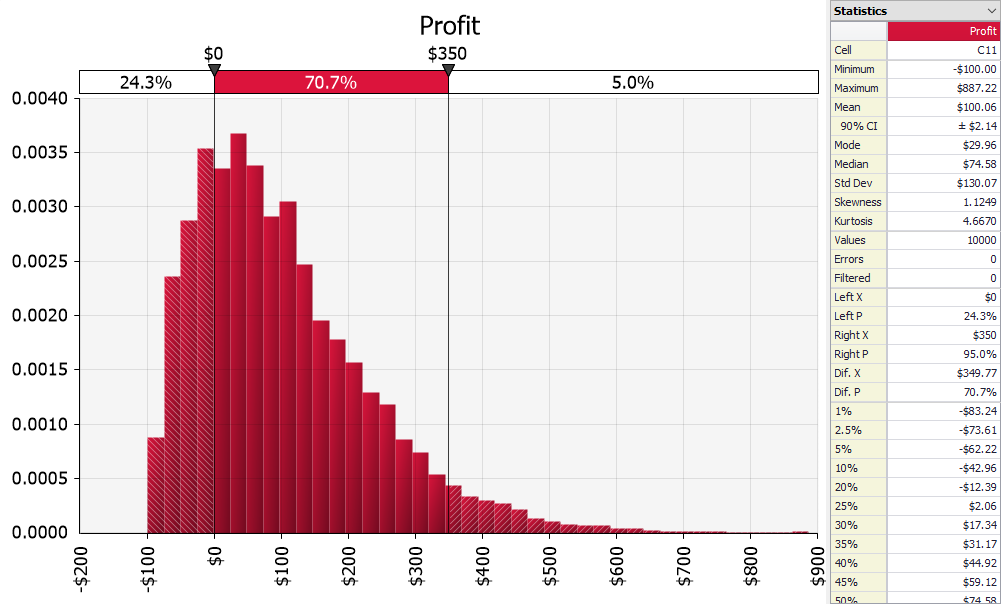 Profit
$0 $350
24.3% 70.7% 5.0%
0.0040
0.0035
0.0030
0.0025
0.0020
0.0015
0.0010
0.0005
0.0000
-$200 -$100 $0 $100 $200 $300 $400 $500 $600 $700 $800 $900
Statistics
Profit
Cell C11
Minimum -$100.00
Maximum $887.22
Mean $100.06
90% CI ± $2.14
Mode $29.96
Median $74.58
Std Dev $130.07
Skewness 1.1249
Kurtosis 4.6670
Values 10000
Errors 0
Filtered 0
Left X $0
Left P 24.3%
Right X $350
Right P 95.0%
Dif. X $349.77
Dif. P 70.7%
1% -$83.24
2.5% -$73.61
5% -$62.22
10% -$42.96
20% -$12.39
25% $2.06
30% $17.34
35% $31.17
40% $44.92
45% $59.12
50% $74.58